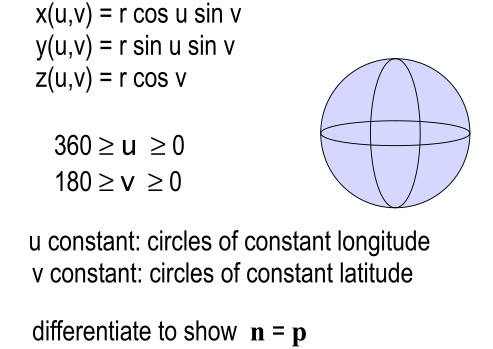 x(u,v) = r cos u sin v
y(u,v) = r sin u sin v
z(u,v) = r cos v
360 ≥ u ≥ 0
180 ≥ v ≥ 0
u constant: circles of constant longitude
v constant: circles of constant latitude
differentiate to show n = p